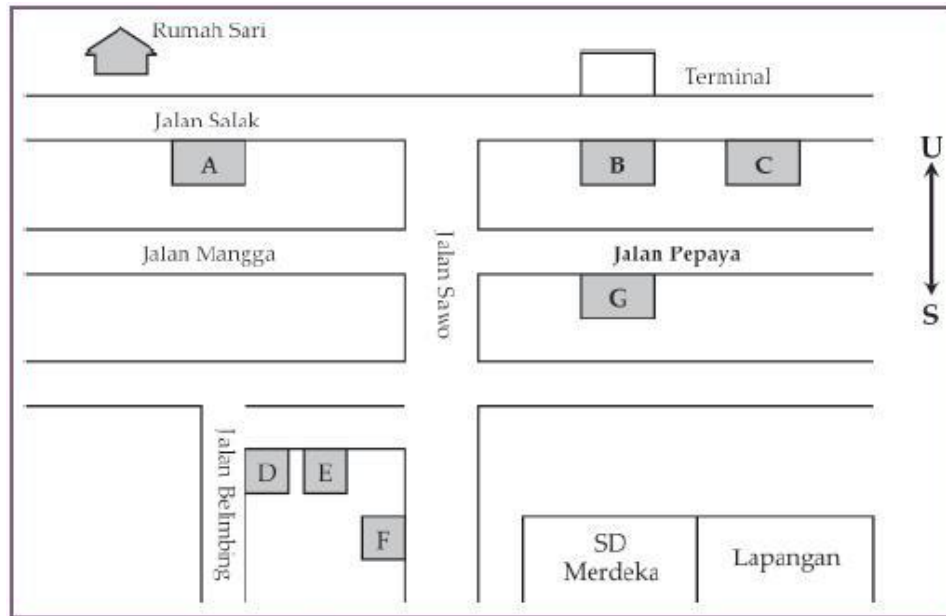 Rumah Sari
Terminal
Jalan Salak
A
B
C
U
Jalan Mangga
Jalan Sawo
Jalan Pepaya
G
S
Jalan Belimbing
D
E
F
SD
Merdeka
Lapangan